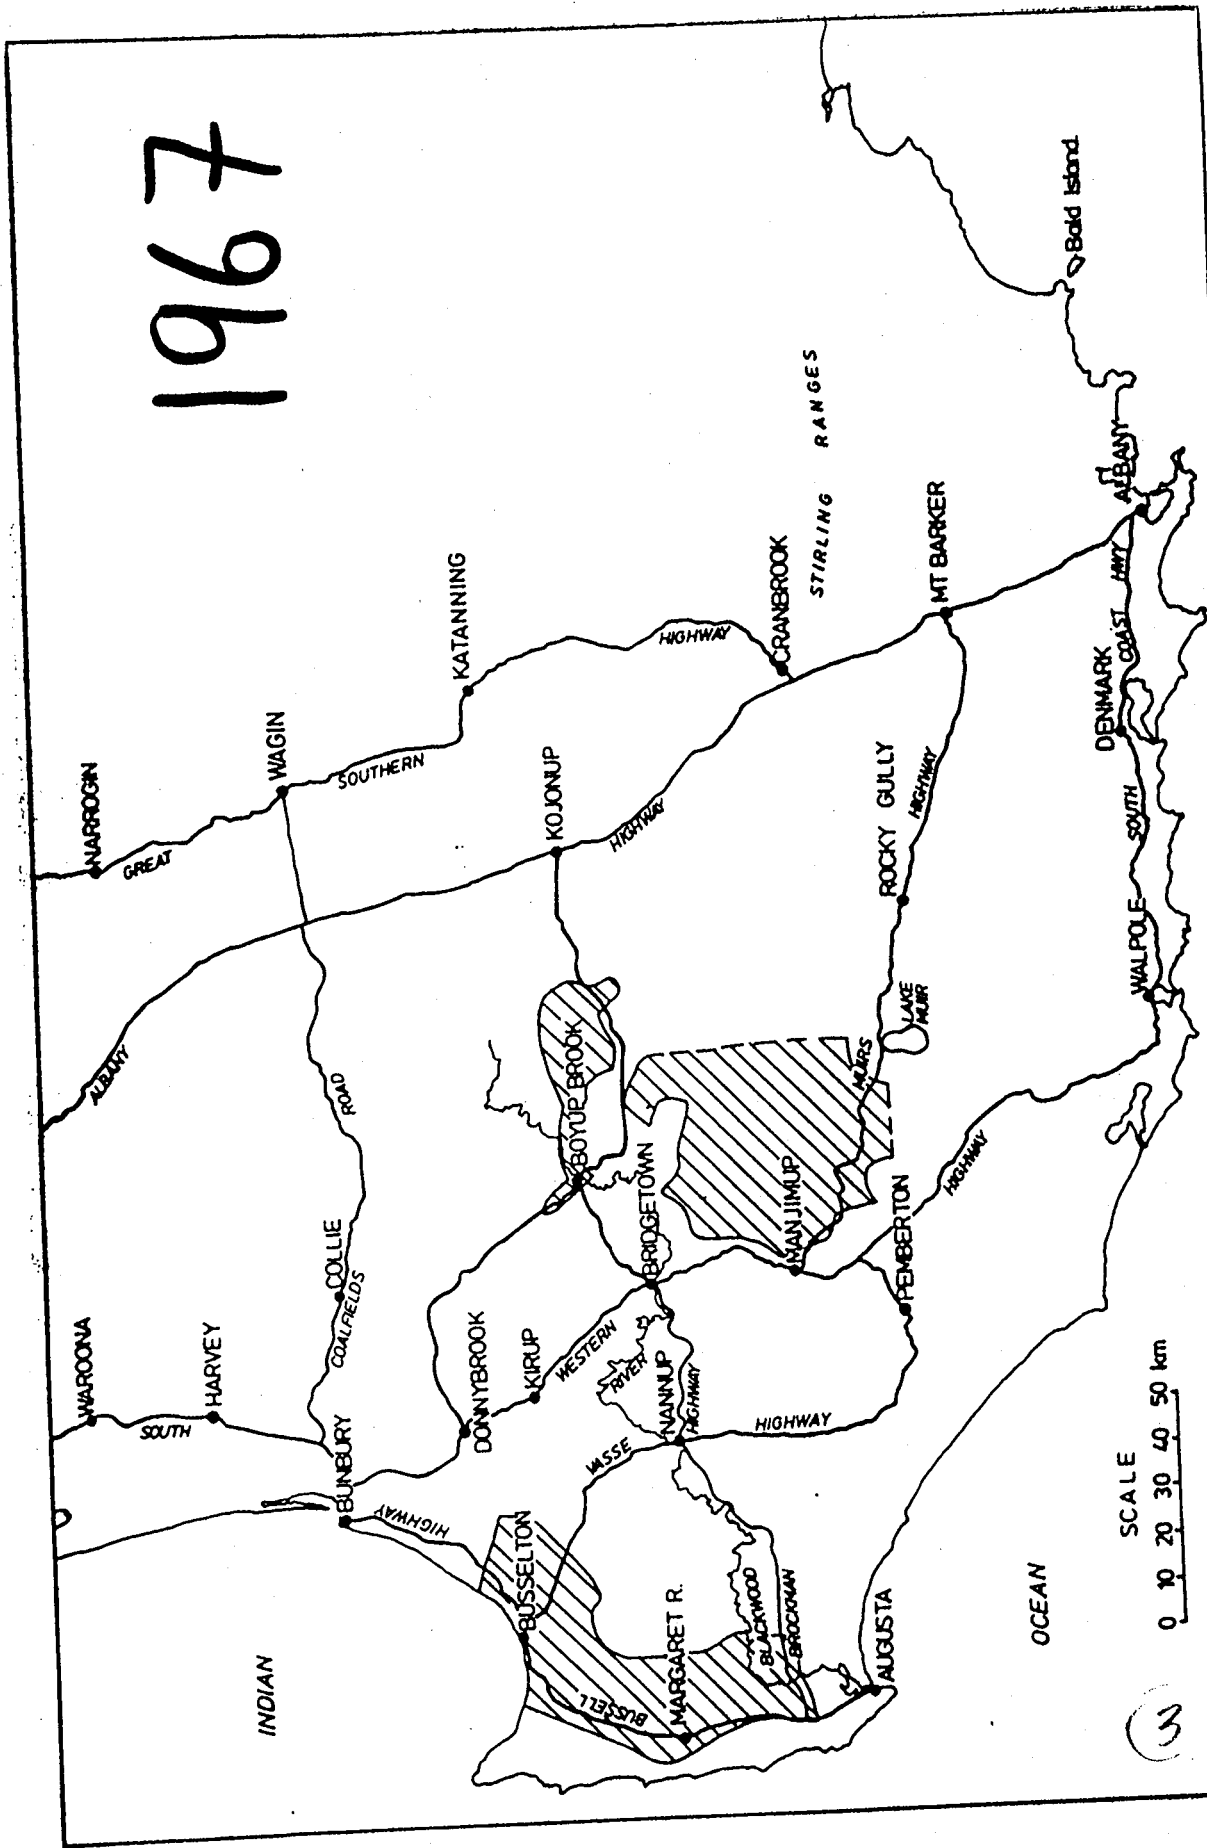 1967
NARROGIN
GREAT
WAGIN
SOUTHERN
KATANNING
HIGHWAY
CRANBROOK
STIRLING RANGES
MT BARKER
ALBANY
Bald Island
ALBANY
HIGHWAY
KOJONUP
ROCKY GULLY
HIGHWAY
MUIRS
LAKE
MUIR
DENMARK
SOUTH
COAST
HWY
WALPOLE
WAROONA
SOUTH
HARVEY
COLLIE
COALFIELDS
ROAD
BUNBURY
DONNYBROOK
KIRUP
WESTERN
BOYUP BROOK
BRIDGETOWN
MANJIMUP
PEMBERTON
HIGHWAY
RIVER
NANNUP
HIGHWAY
HIGHWAY
VASSE
HIGHWAY
BUSSELTON
BUSSELL
MARGARET R.
BLACKWOOD
BROCKMAN
AUGUSTA
INDIAN
OCEAN
SCALE
0 10 20 30 40 50 km
3